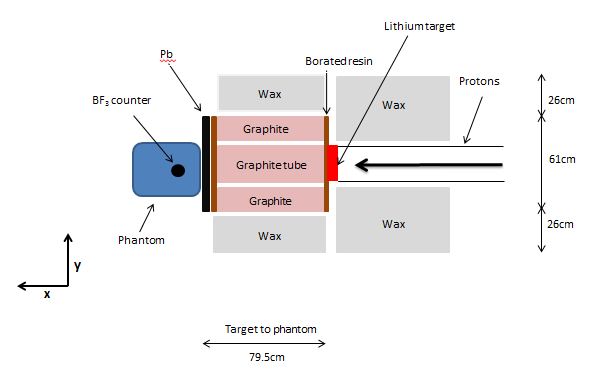 Lithium target
Pb
Borated resin
Protons
BF₃ counter
Wax
Wax
26cm
Graphite
Graphite tube
61cm
Graphite
Wax
Wax
26cm
Phantom
y
x
Target to phantom
79.5cm